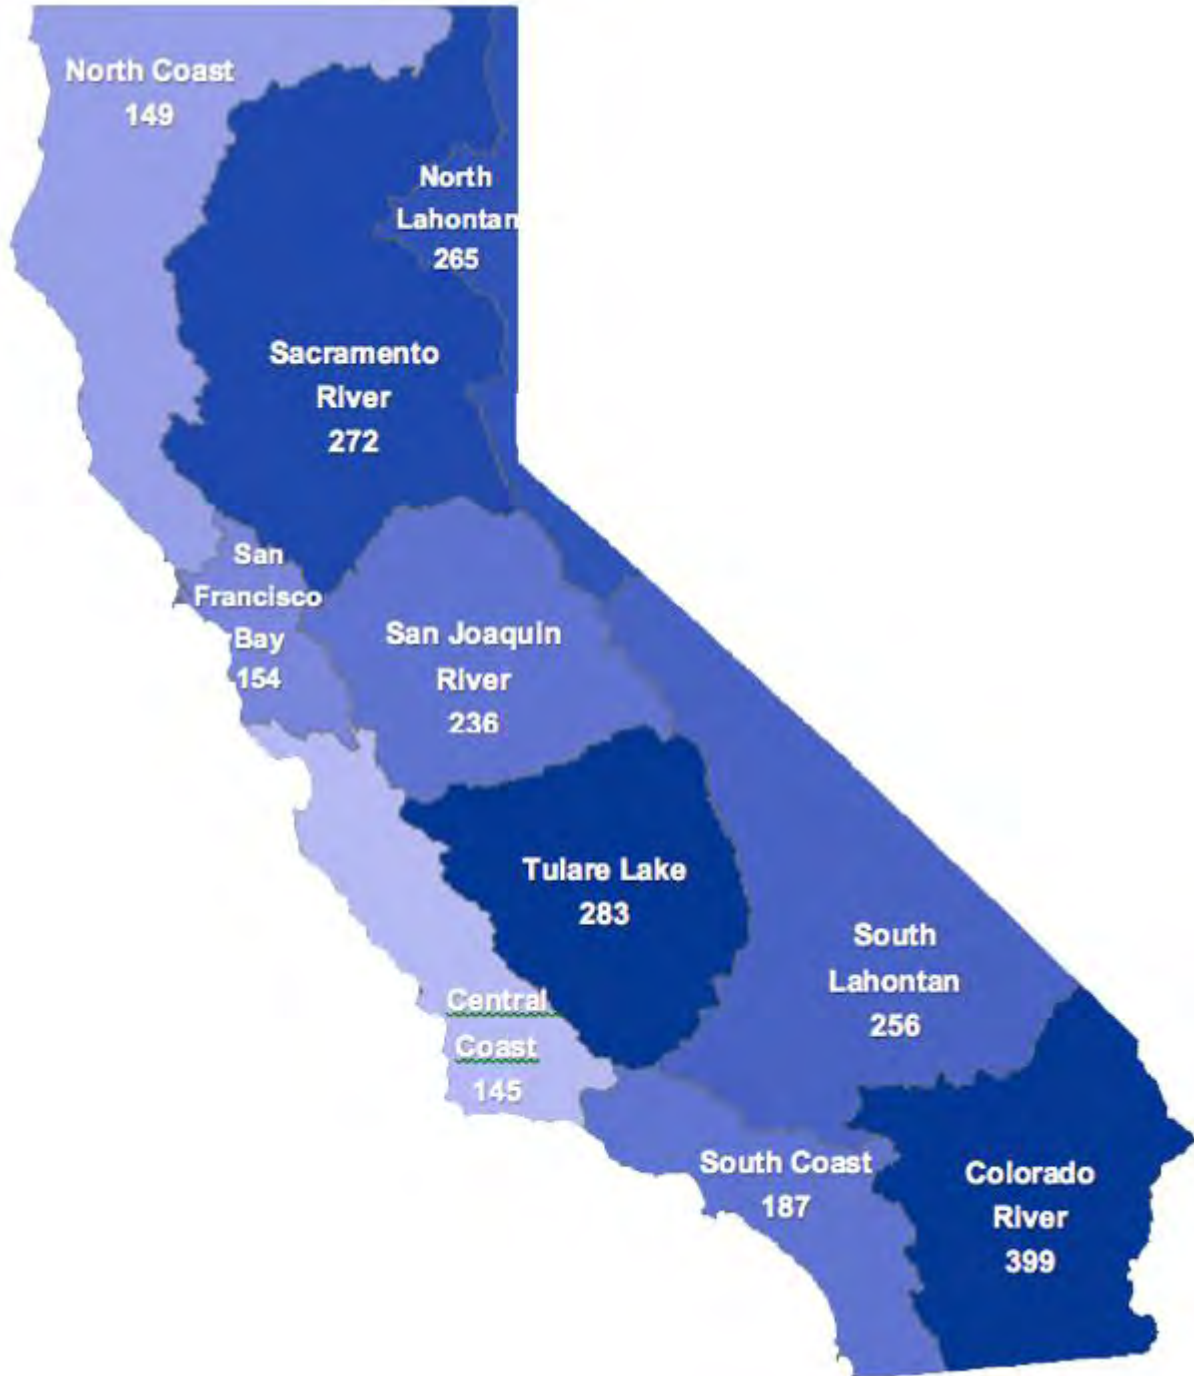 North Coast
149
North
Lahontan
265
Sacramento
River
272
San
Francisco
Bay
154
San Joaquin
River
236
Tulare Lake
283
South
Lahontan
256
Central
Coast
145
South Coast
187
Colorado
River
399